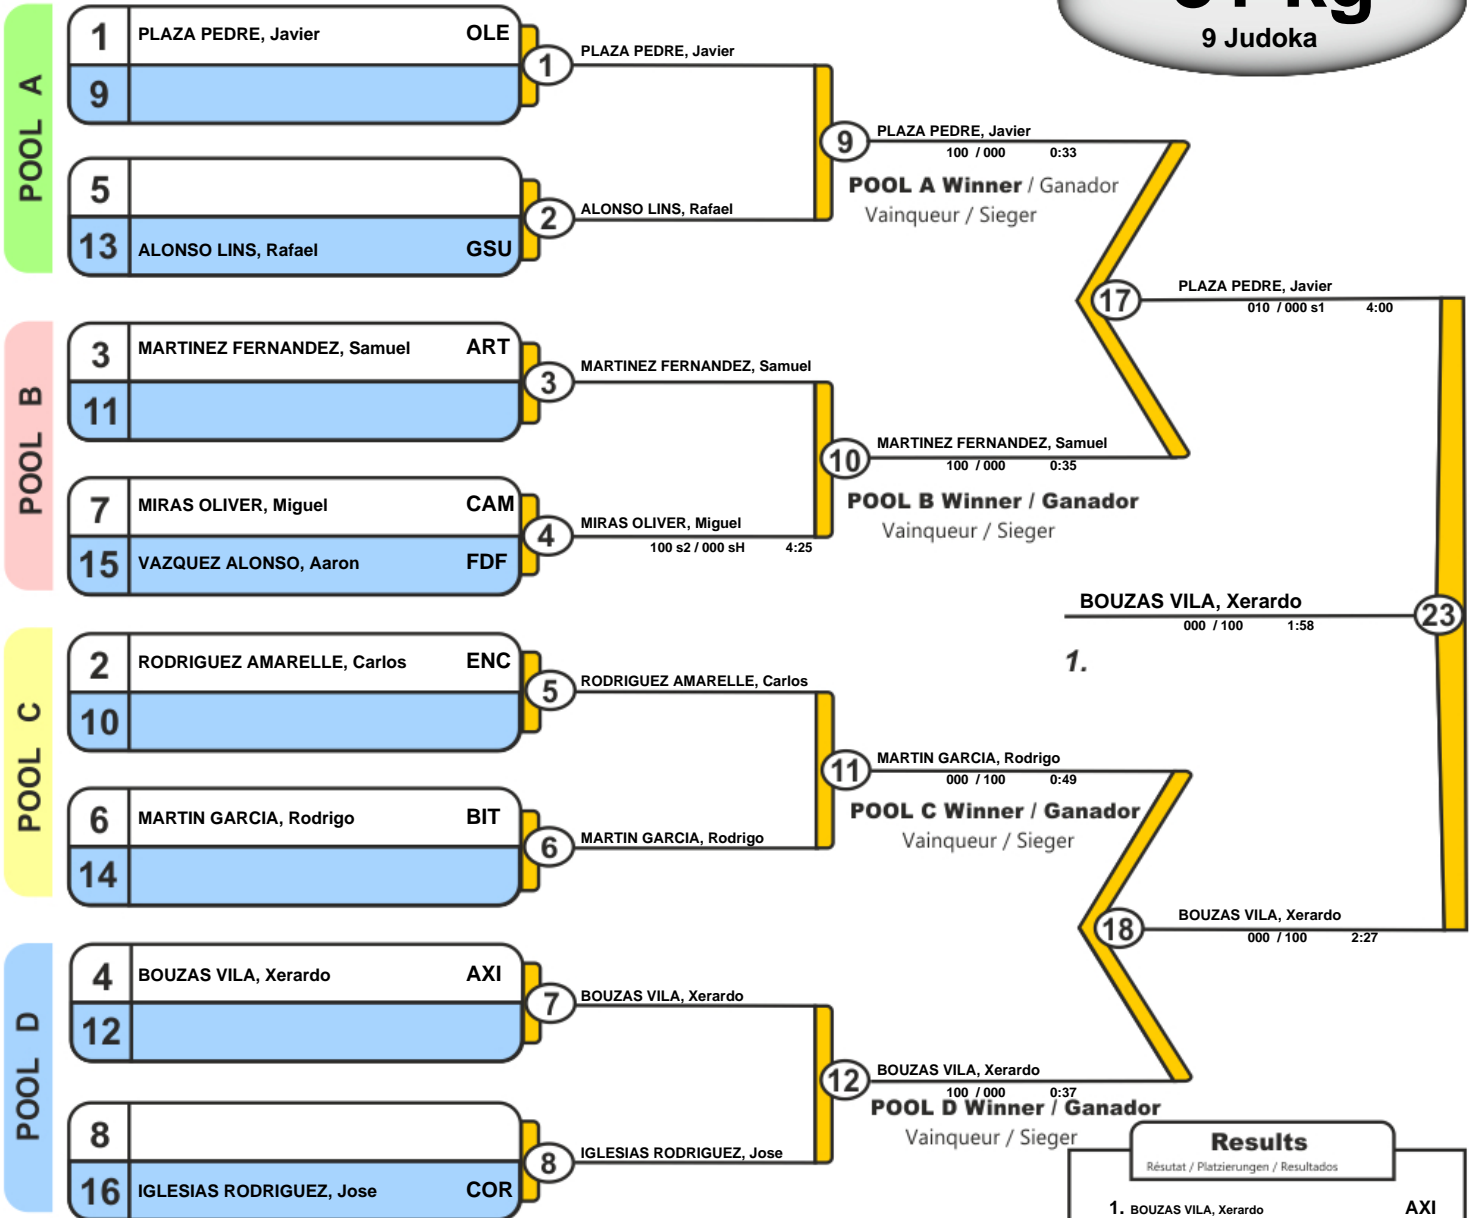 9 Judoka
POOL A
1 PLAZA PEDRE, Javier OLE
9
5
13 ALONSO LINS, Rafael GSU
1 PLAZA PEDRE, Javier
2 ALONSO LINS, Rafael
9 PLAZA PEDRE, Javier
100 / 000 0:33
POOL A Winner / Ganador
Vainqueur / Sieger
POOL B
3 MARTINEZ FERNANDEZ, Samuel ART
11
7 MIRAS OLIVER, Miguel CAM
15 VAZQUEZ ALONSO, Aaron FDF
3 MARTINEZ FERNANDEZ, Samuel
4 MIRAS OLIVER, Miguel
100 s2 / 000 sH 4:25
10 MARTINEZ FERNANDEZ, Samuel
100 / 000 0:35
POOL B Winner / Ganador
Vainqueur / Sieger
17 PLAZA PEDRE, Javier
010 / 000 s1 4:00
BOUZAS VILA, Xerardo 23
000 / 100 1:58
1.
POOL C
2 RODRIGUEZ AMARELLE, Carlos ENC
10
6 MARTIN GARCIA, Rodrigo BIT
14
5 RODRIGUEZ AMARELLE, Carlos
6 MARTIN GARCIA, Rodrigo
11 MARTIN GARCIA, Rodrigo
000 / 100 0:49
POOL C Winner / Ganador
Vainqueur / Sieger
POOL D
4 BOUZAS VILA, Xerardo AXI
12
8
16 IGLESIAS RODRIGUEZ, Jose COR
7 BOUZAS VILA, Xerardo
8 IGLESIAS RODRIGUEZ, Jose
12 BOUZAS VILA, Xerardo
100 / 000 0:37
POOL D Winner / Ganador
Vainqueur / Sieger
18 BOUZAS VILA, Xerardo
000 / 100 2:27
Results
Résutat / Platzierungen / Resultados
1. BOUZAS VILA, Xerardo AXI